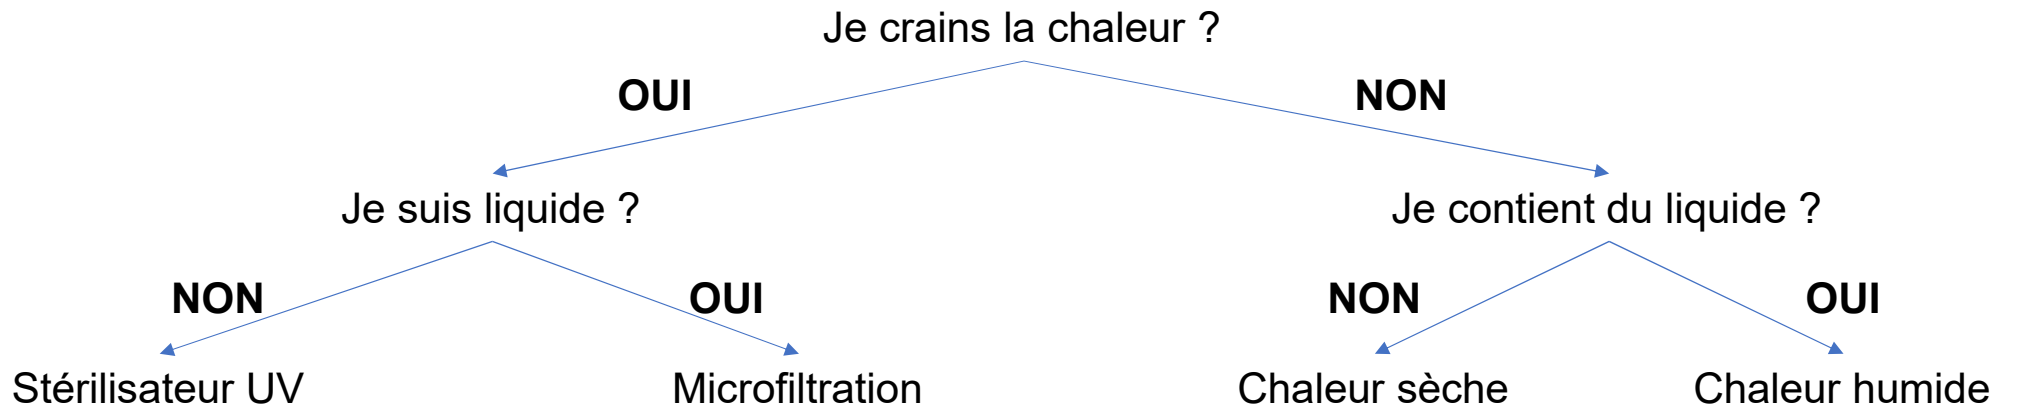 Je crains la chaleur ?
OUI
NON
Je suis liquide ?
Je contient du liquide ?
NON
OUI
NON
OUI
Stérilisateur UV
Microfiltration
Chaleur sèche
Chaleur humide